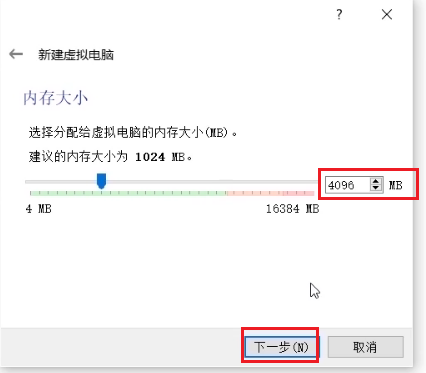 ?
新建虚拟电脑
内存大小
选择分配给虚拟电脑的内存大小(MB)。
建议的内存大小为 1024 MB。
4096 MB
4 MB 16384 MB
下一步(N) 取消